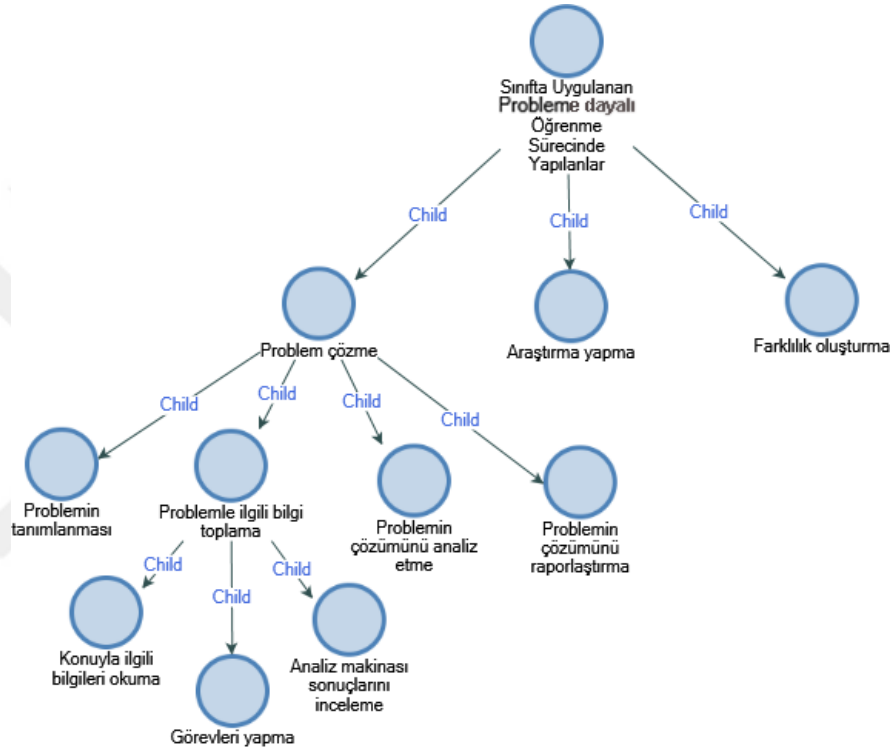 Sınıfta Uygulanan
Probleme dayalı
Öğrenme
Sürecinde
Yapılanlar
Child
Child
Child
Problem çözme
Araştırma yapma
Farklılık oluşturma
Child
Child
Child
Child
Problemin
tanımlanması
Problemle ilgili bilgi
toplama
Problemin
çözümünü analiz
etme
Problemin
çözümünü
raporlaştırma
Child
Child
Child
Konuyla ilgili
bilgileri okuma
Görevleri yapma
Analiz makinası
sonuçlarını
inceleme